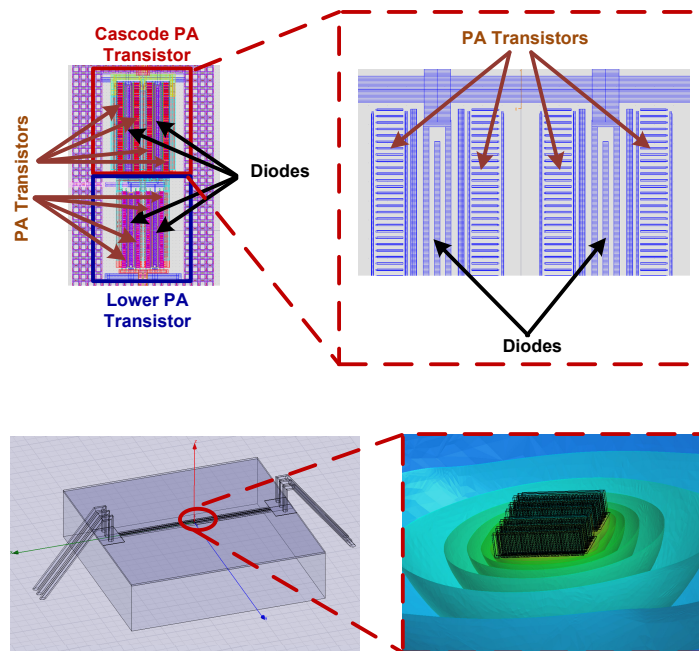 Cascode PA
Transistor
PA Transistors
Diodes
Lower PA
Transistor
PA Transistors
Diodes